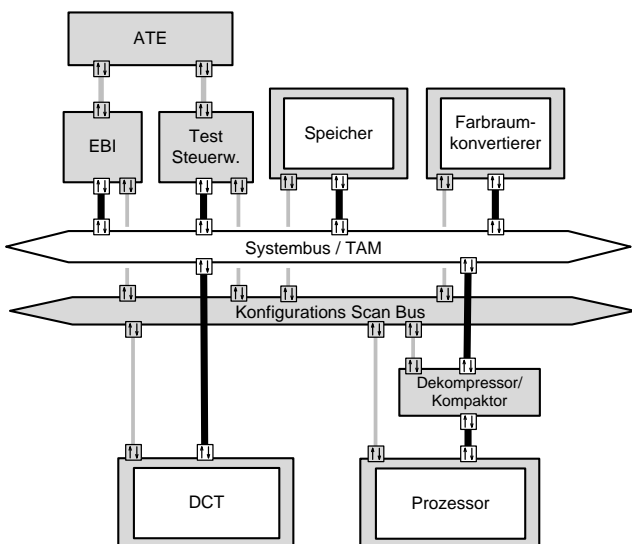 ATE
EBI
Test
Steuerw.
Speicher
Farbraum-
konvertierer
Systembus / TAM
Konfigurations Scan Bus
Dekompressor/
Kompaktor
DCT
Prozessor